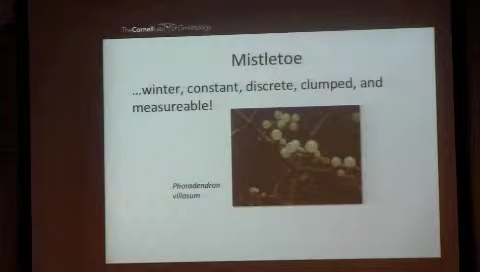 TheCornellLab of Ornithology
Mistletoe
...winter, constant, discrete, clumped, and
measureable!
Phoradendron
villosum